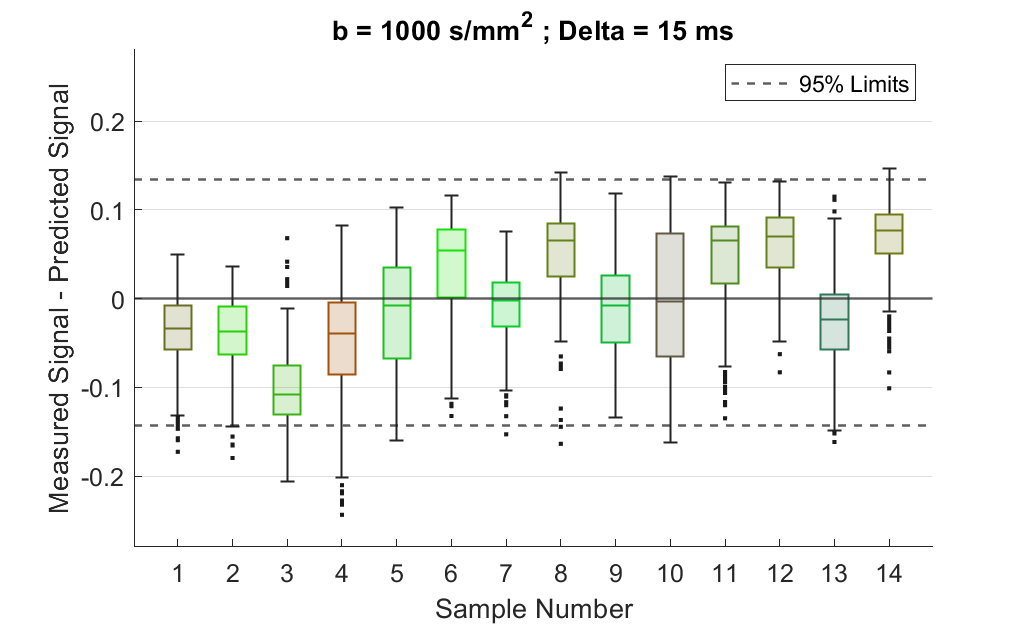 b = 1000 s/mm² ; Delta = 15 ms
95% Limits
Measured Signal - Predicted Signal
0.2
0.1
0
-0.1
-0.2
1 2 3 4 5 6 7 8 9 10 11 12 13 14
Sample Number